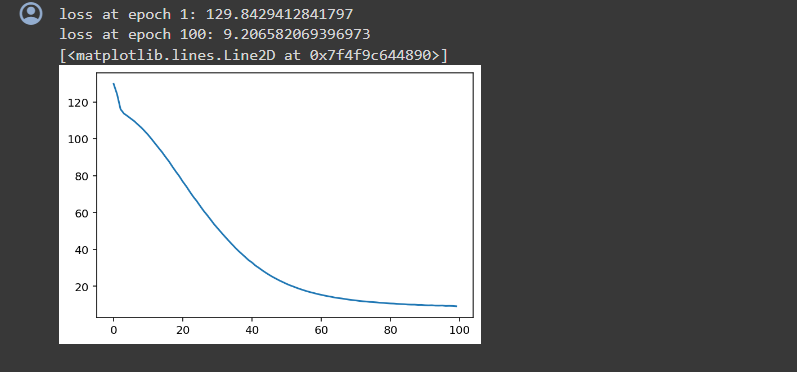 loss at epoch 1: 129.8429412841797
loss at epoch 100: 9.206582069396973
[<matplotlib.lines.Line2D at 0x7f4f9c644890>]
120
100
80
60
40
20
0 20 40 60 80 100